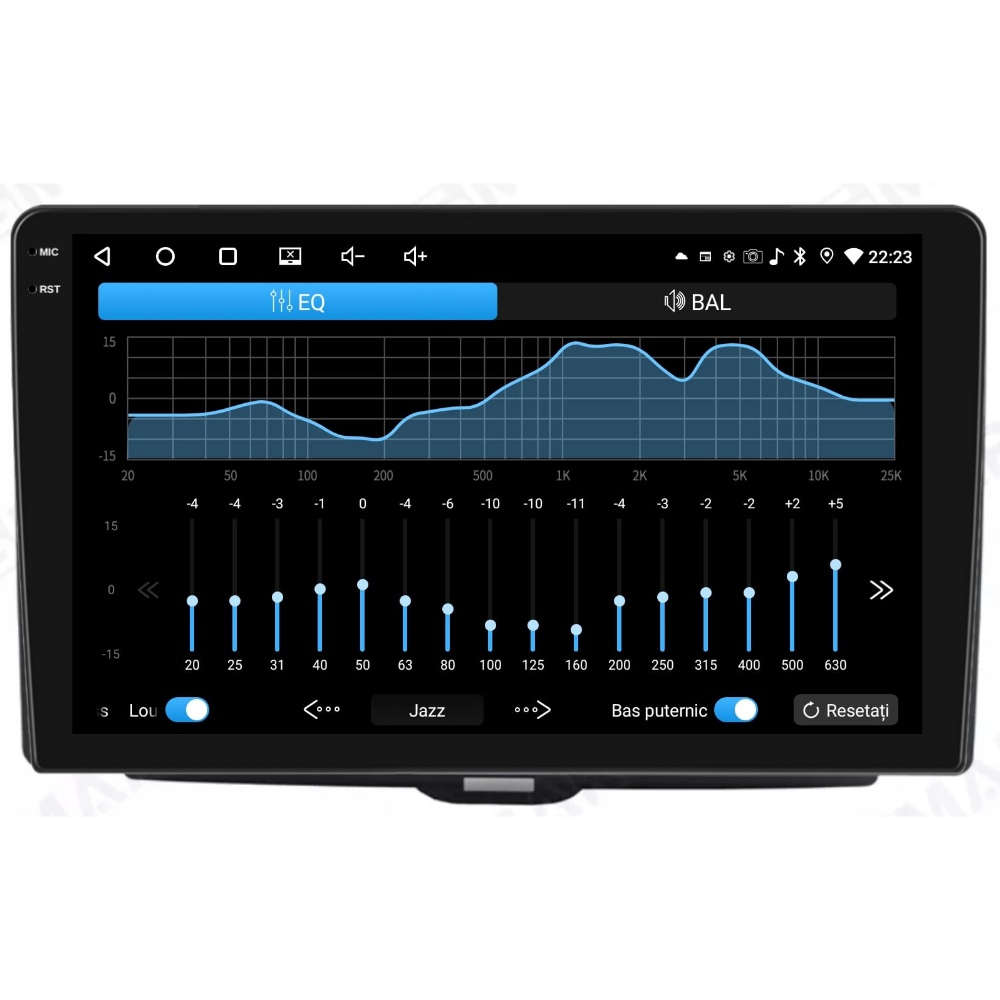 MIC
RST
22:23
EQ
BAL
15
0
-15
20 50 100 200 500 1K 2K 5K 10K 25K
-4 -4 -3 -1 0 -4 -6 -10 -10 -11 -4 -3 -2 -2 +2 +5
15
0
-15
20 25 31 40 50 63 80 100 125 160 200 250 315 400 500 630
s Lou Jazz Bas puternic Resetați